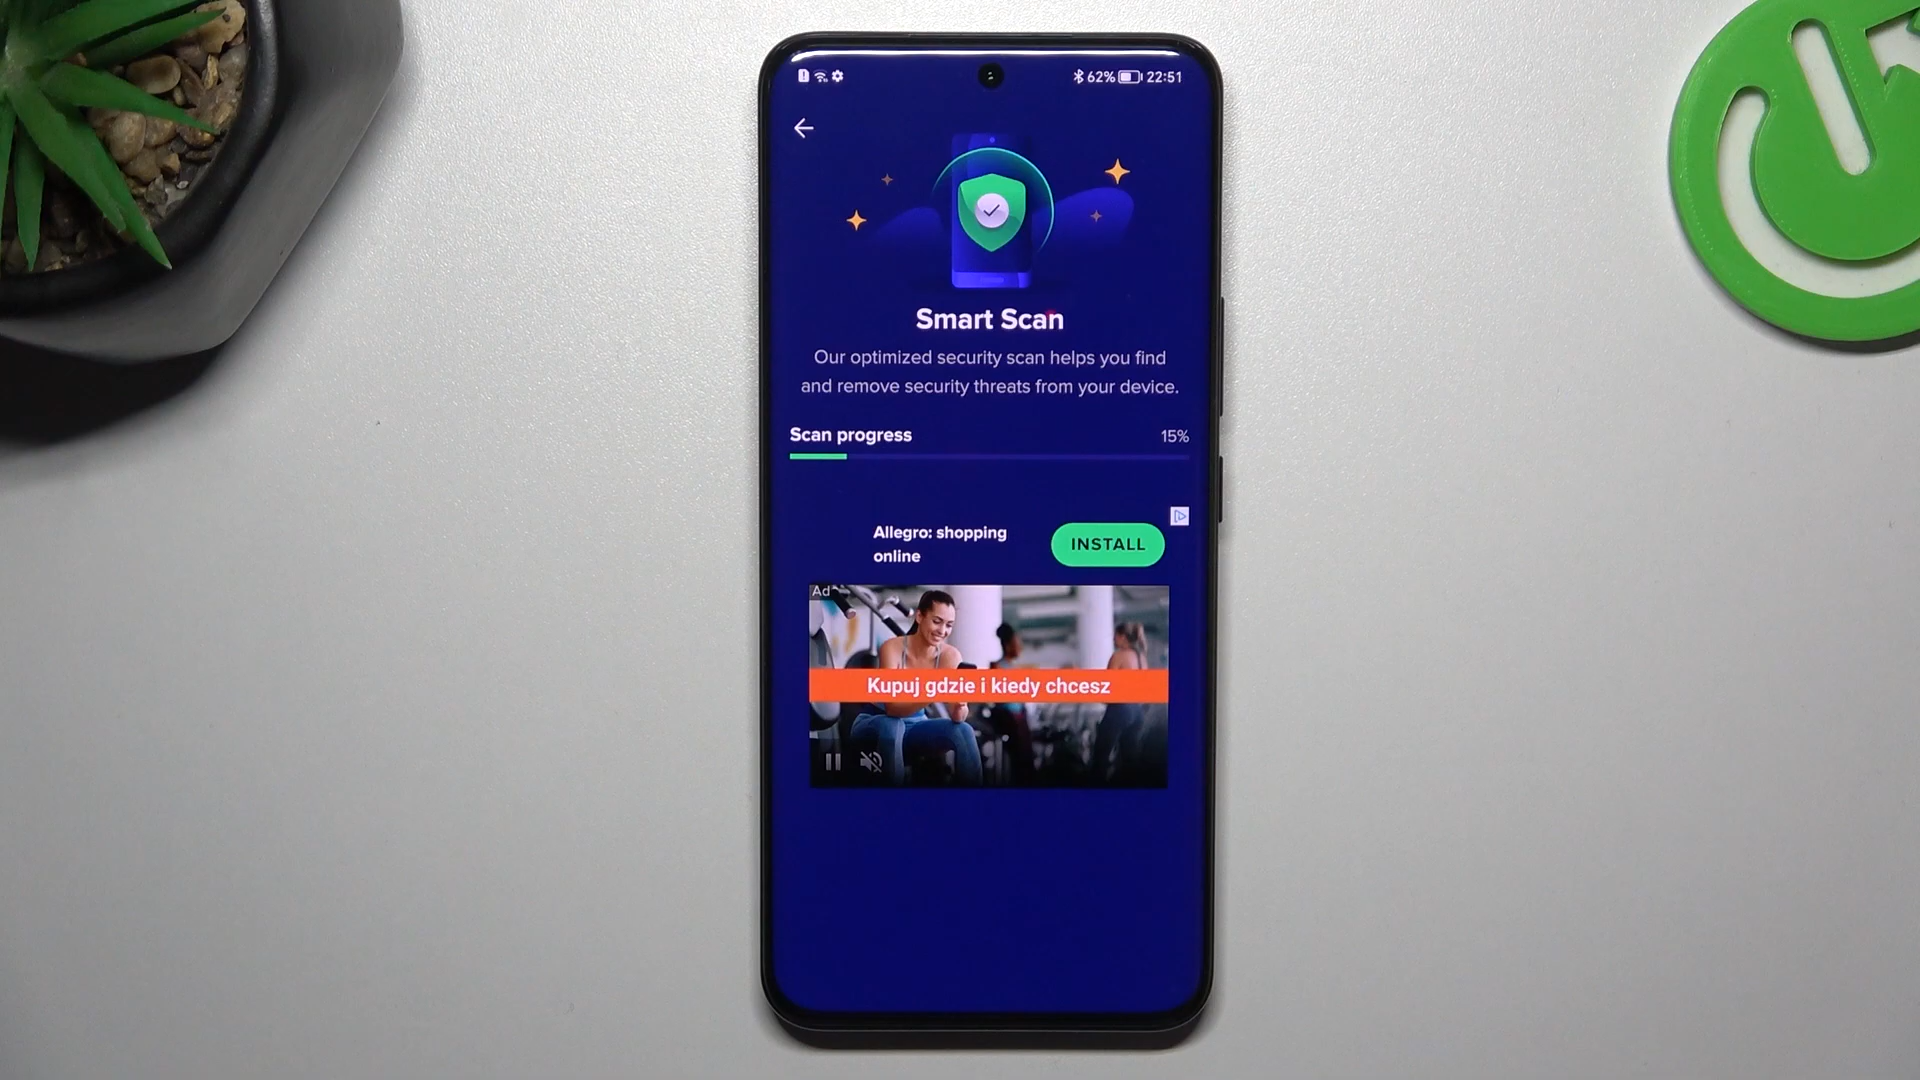 62% 22:51
Smart Scan
Our optimized security scan helps you find
and remove security threats from your device.
Scan progress 15%
Allegro: shopping
online
INSTALL
Ad
Kupuj gdzie i kiedy chcesz